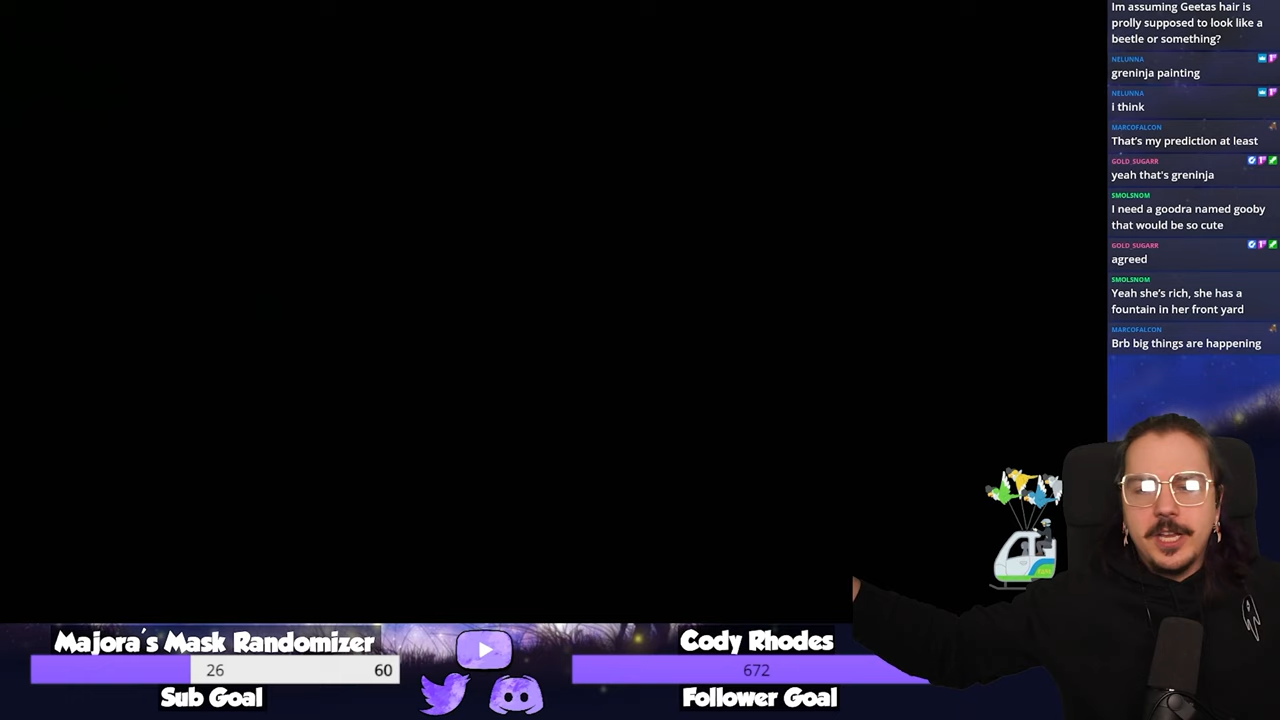 Im assuming Geetas hair is
prolly supposed to look like a
beetle or something?
NELUNNA
greninja painting
NELUNNA
i think
MARCOFALCON
That's my prediction at least
GOLD_SUGARR
yeah that's greninja
SMOLSNOM
I need a goodra named gooby
that would be so cute
GOLD_SUGARR
agreed
SMOLSNOM
Yeah she's rich, she has a
fountain in her front yard
MARCOFALCON
Brb big things are happening
Majora's Mask Randomizer
26
60
Sub Goal
Cody Rhodes
672
Follower Goal